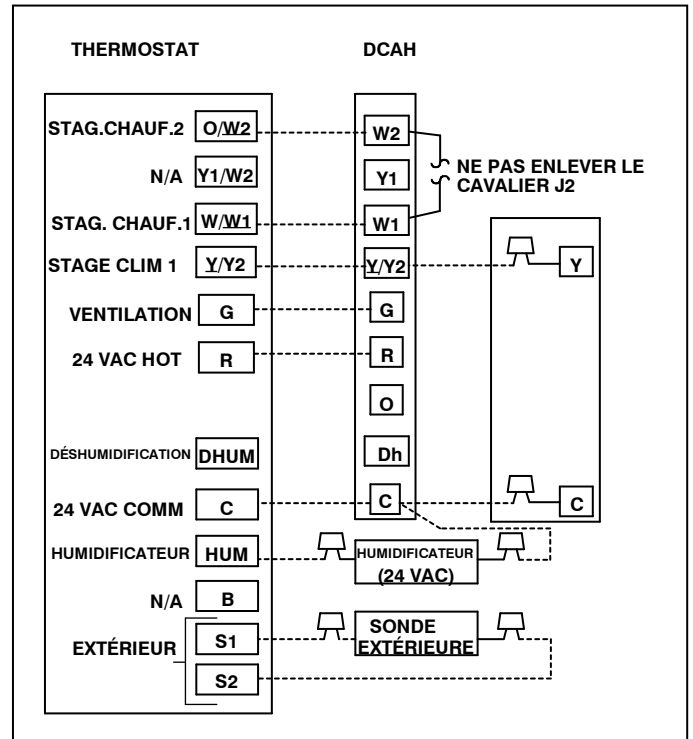 THERMOSTAT
DCAH
STAG.CHAUF.2 O/W2
W2
N/A Y1/W2
Y1
NE PAS ENLEVER LE
CAVALIER J2
STAG. CHAUF.1 W/W1
W1
STAGE CLIM 1 Y/Y2
Y/Y2
Y
VENTILATION G
G
24 VAC HOT R
R
O
DÉSHUMIDIFICATION DHUM
Dh
24 VAC COMM C
C
C
HUMIDIFICATEUR HUM
HUMIDIFICATEUR
(24 VAC)
N/A B
EXTÉRIEUR
S1
SONDE
EXTÉRIEURE
S2